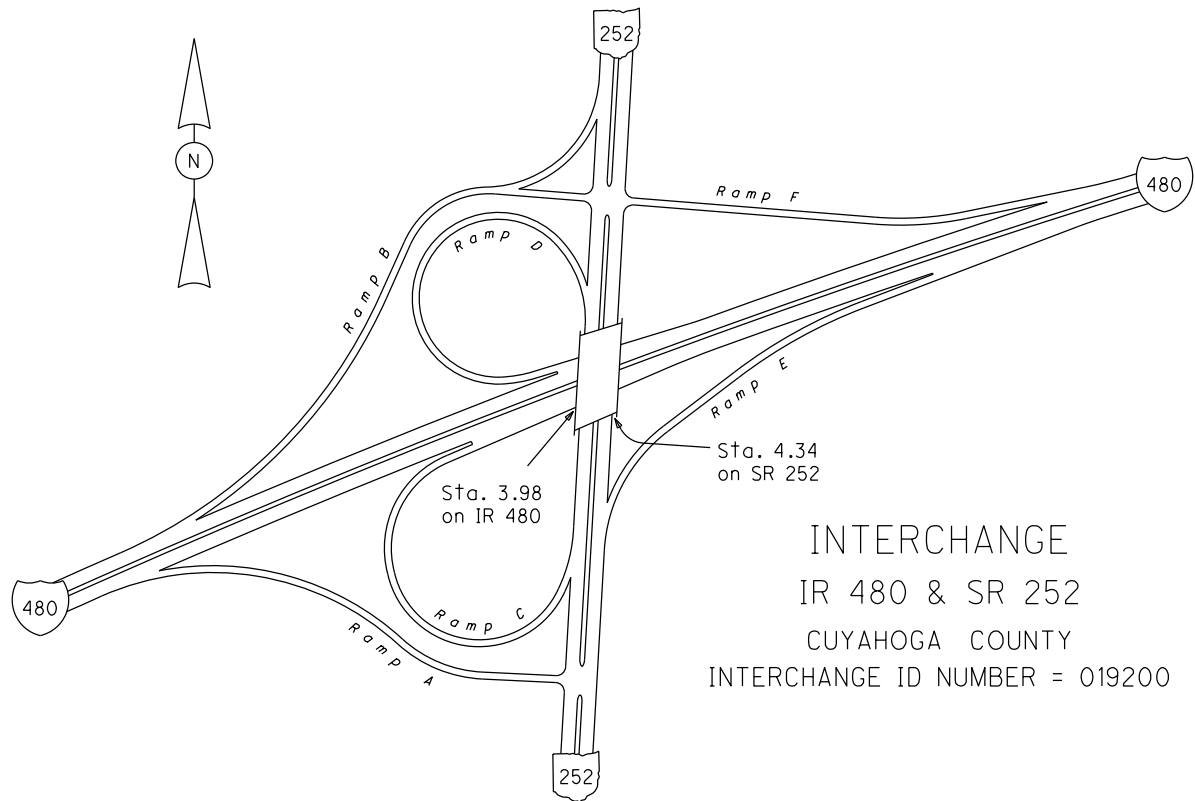 252
N
480
Ramp F
Ramp B
Ramp D
Ramp E
Sta. 4.34
on SR 252
Sta. 3.98
on IR 480
INTERCHANGE
IR 480 & SR 252
CUYAHOGA COUNTY
INTERCHANGE ID NUMBER = 019200
480
Ramp C
Ramp A
252